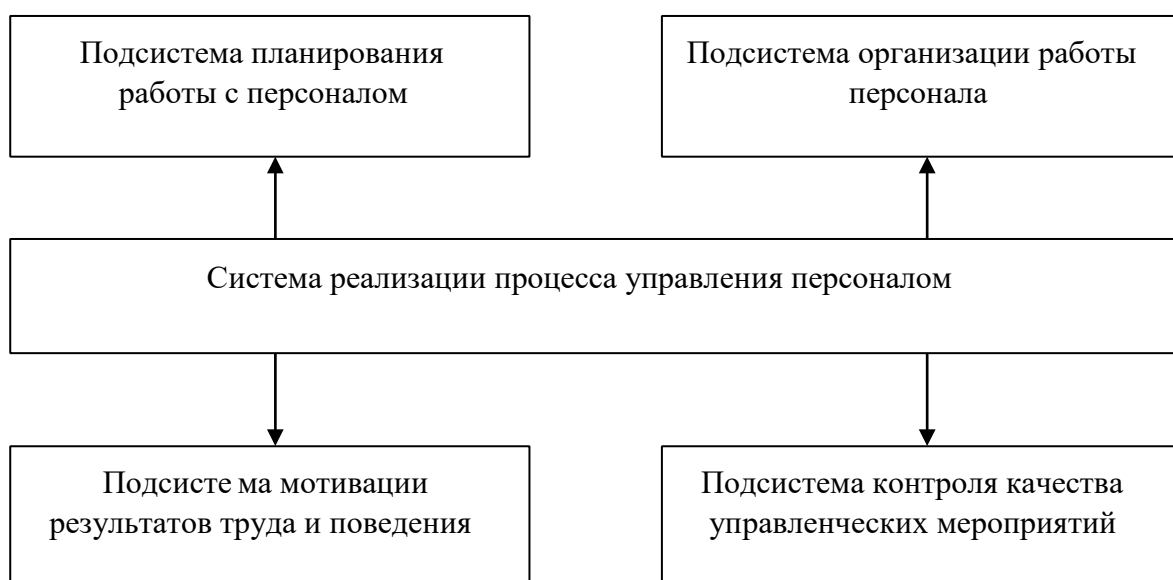 Подсистема планирования
работы с персоналом
Подсистема организации работы
персонала
Система реализации процесса управления персоналом
Подсисте ма мотивации
результатов труда и поведения
Подсистема контроля качества
управленческих мероприятий